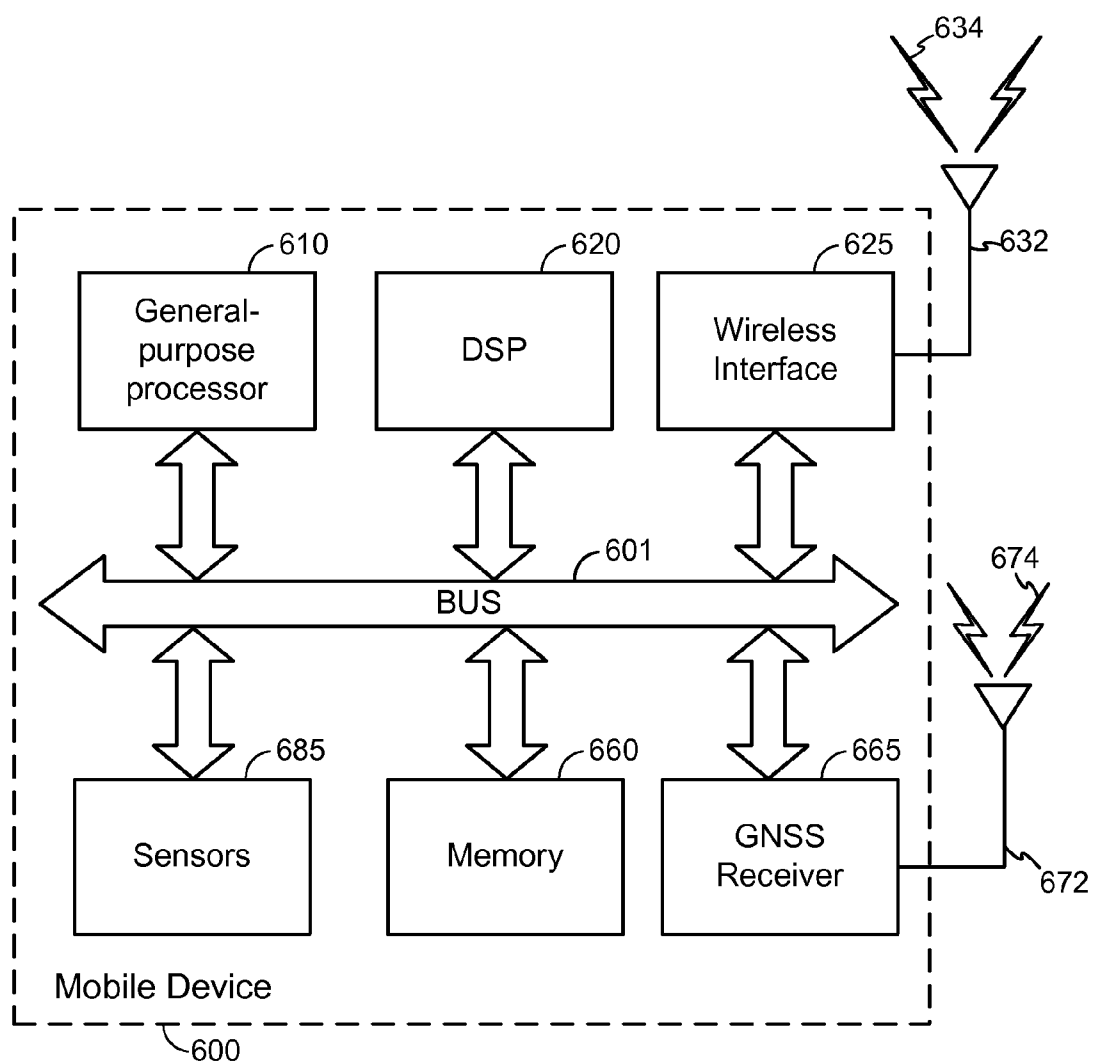 634
632
610
620
625
General-
purpose
processor
DSP
Wireless
Interface
601
BUS
674
685
660
665
Sensors
Memory
GNSS
Receiver
672
Mobile Device
600